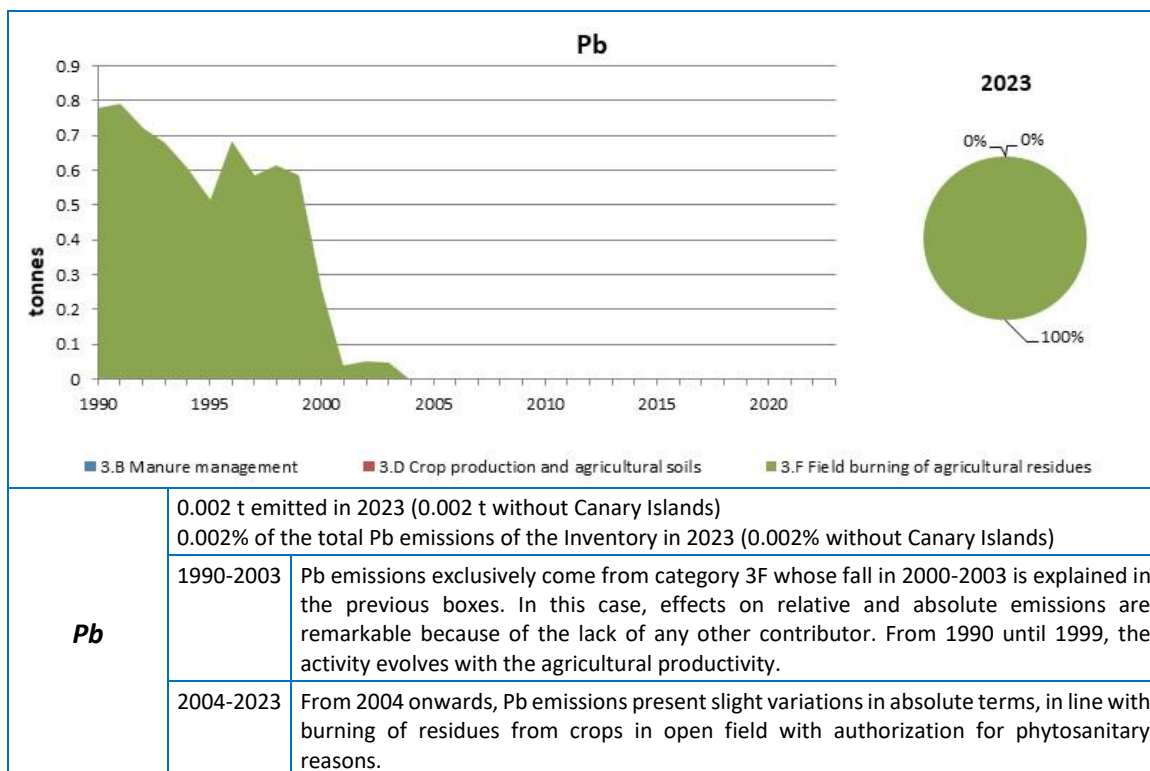 Pb
0.9
0.8
0.7
0.6
0.5
0.4
0.3
0.2
0.1
0
tonnes
1990
1995
2000
2005
2010
2015
2020
2023
0%
0%
100%
3.B Manure management
3.D Crop production and agricultural soils
3.F Field burning of agricultural residues
Pb
0.002 t emitted in 2023 (0.002 t without Canary Islands)
0.002% of the total Pb emissions of the Inventory in 2023 (0.002% without Canary Islands)
1990-2003
Pb emissions exclusively come from category 3F whose fall in 2000-2003 is explained in
the previous boxes. In this case, effects on relative and absolute emissions are
remarkable because of the lack of any other contributor. From 1990 until 1999, the
activity evolves with the agricultural productivity.
2004-2023
From 2004 onwards, Pb emissions present slight variations in absolute terms, in line with
burning of residues from crops in open field with authorization for phytosanitary
reasons.